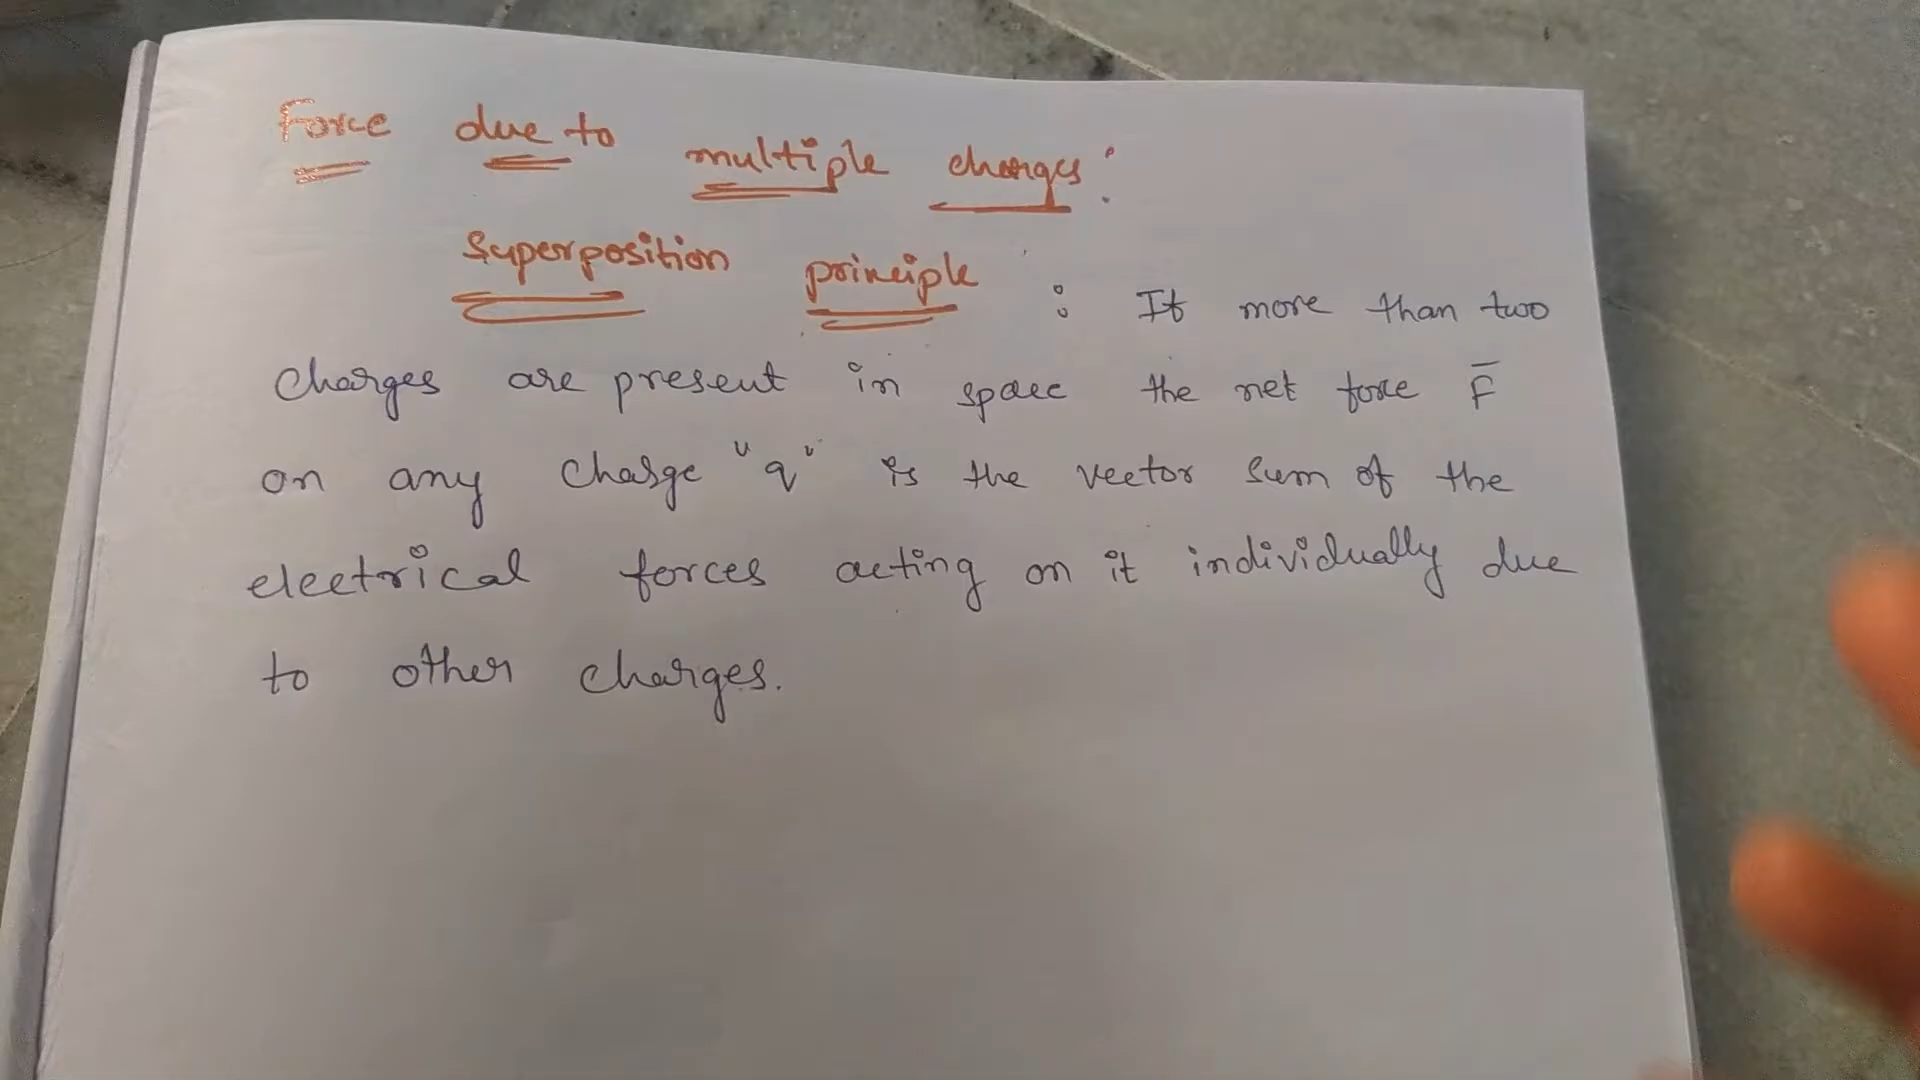 Force due to multiple charges:
Superposition principle : If more than two
charges are present in space the net force F̅
on any charge "q" is the vector sum of the
electrical forces acting on it individually due
to other charges.